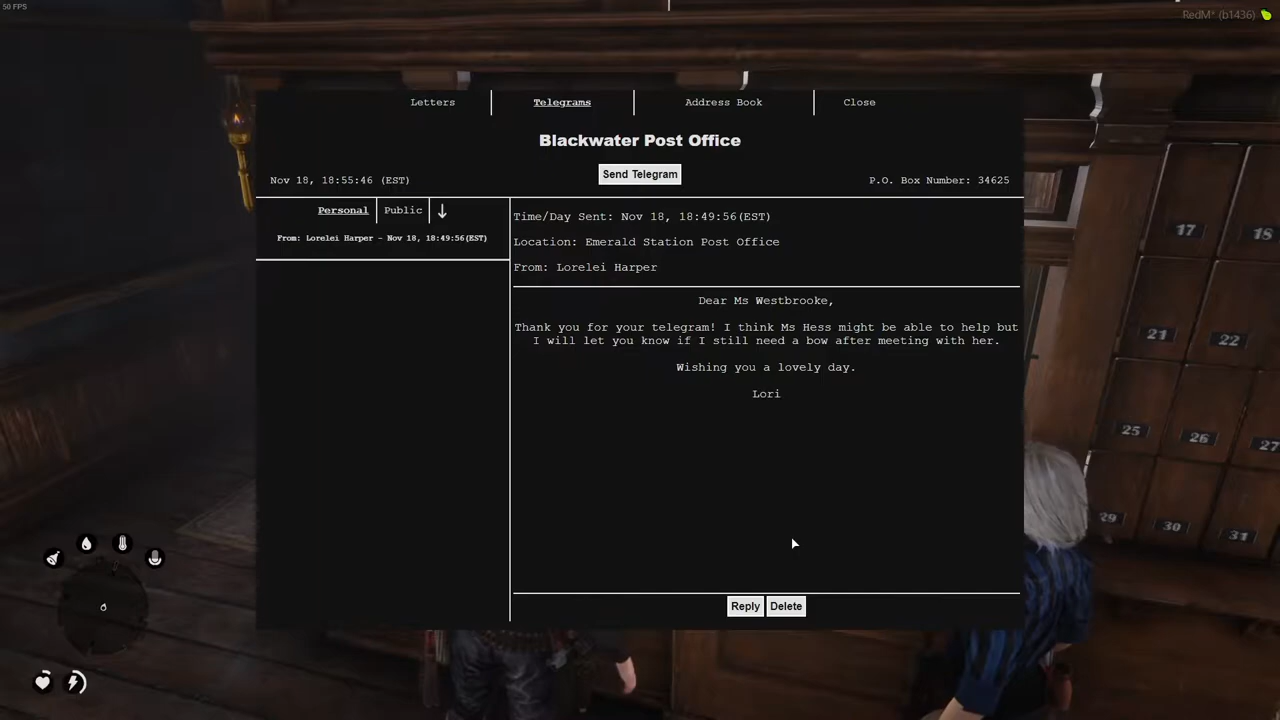 50 FPS
RedM* (b1436)
Letters
Telegrams
Address Book
Close
Blackwater Post Office
Nov 18, 18:55:46 (EST)
Send Telegram
P.O. Box Number: 34625
Personal
Public
From: Lorelei Harper - Nov 18, 18:49:56(EST)
Time/Day Sent: Nov 18, 18:49:56(EST)
Location: Emerald Station Post Office
From: Lorelei Harper
Dear Ms Westbrooke,
Thank you for your telegram! I think Ms Hess might be able to help but
I will let you know if I still need a bow after meeting with her.
Wishing you a lovely day.
Lori
Reply
Delete
17
18
21
22
25
26
27
29
30
31